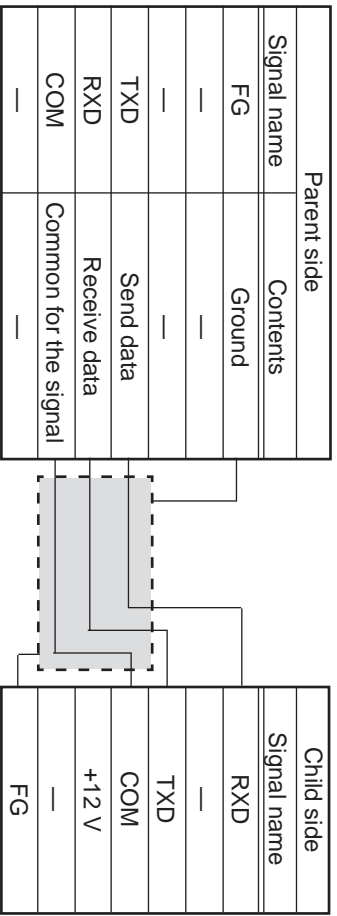 Parent side
Signal name Contents
FG Ground
— —
— —
TXD Send data
RXD Receive data
COM Common for the signal
— —
Child side
Signal name
RXD
—
TXD
COM
+12 V
—
FG